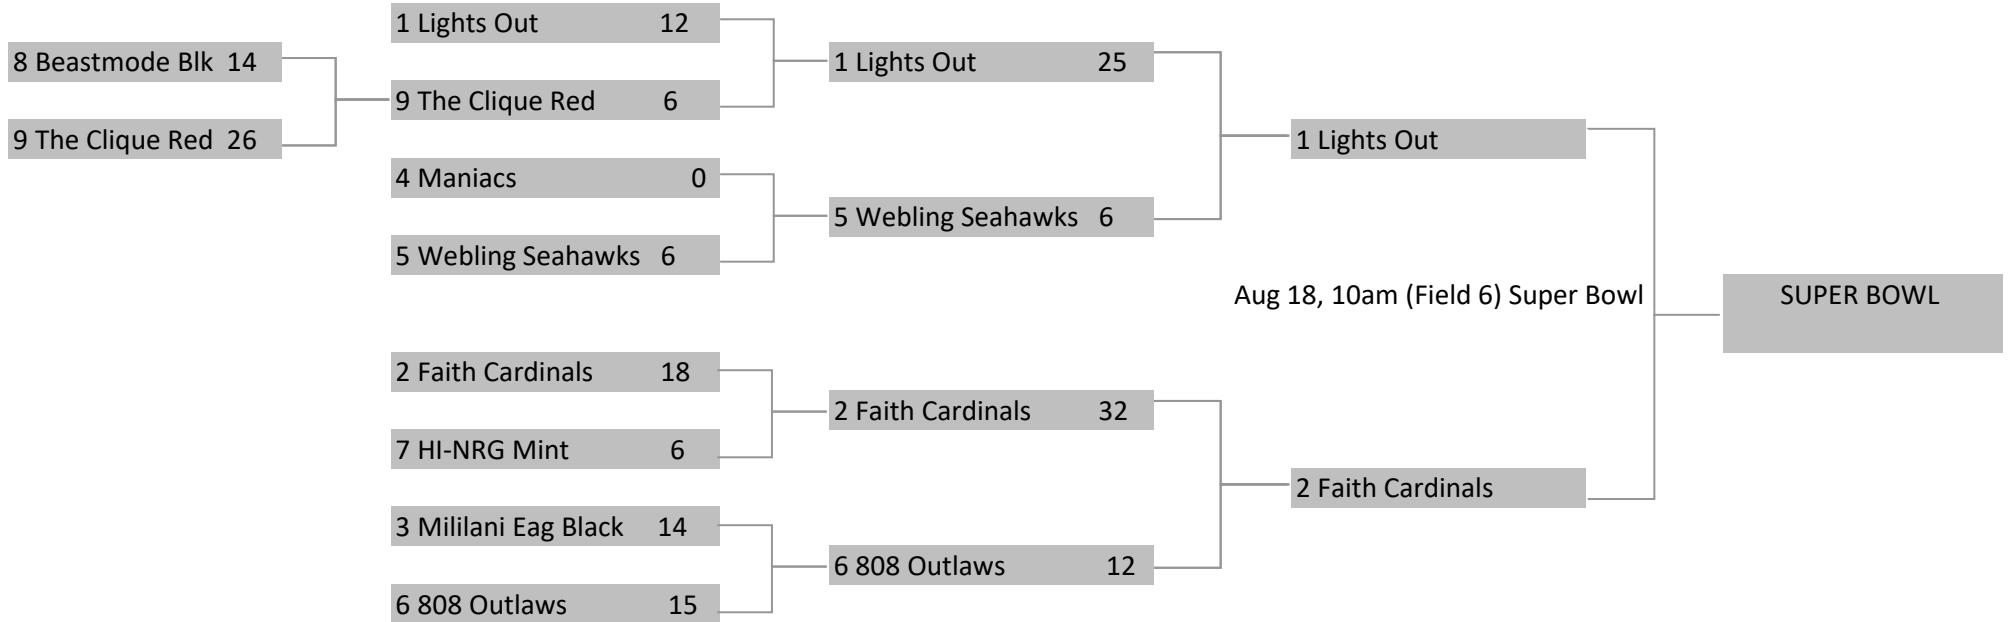 8 Beastmode Blk 14
9 The Clique Red 26
1 Lights Out 12
9 The Clique Red 6
4 Maniacs 0
5 Webling Seahawks 6
2 Faith Cardinals 18
7 HI-NRG Mint 6
3 Mililani Eag Black 14
6 808 Outlaws 15
1 Lights Out 25
5 Webling Seahawks 6
2 Faith Cardinals 32
6 808 Outlaws 12
1 Lights Out
Aug 18, 10am (Field 6) Super Bowl
2 Faith Cardinals
SUPER BOWL